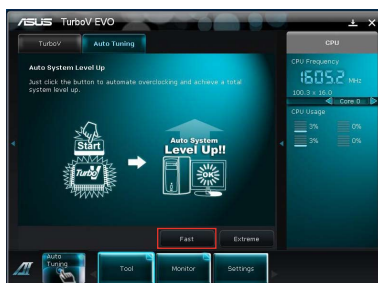 ASUS TurboV EVO
TurboV
Auto Tuning
CPU
Auto System Level Up
Just click the button to automate overclocking and achieve a total
system level up.
CPU Frequency
1605.2 MHz
100.3 x 16.0
Core 0
CPU Usage
3%
0%
3%
0%
Start
Turbo
Auto System
Level Up!!
OK
Fast
Extreme
Auto
Tuning
Tool
Monitor
Settings